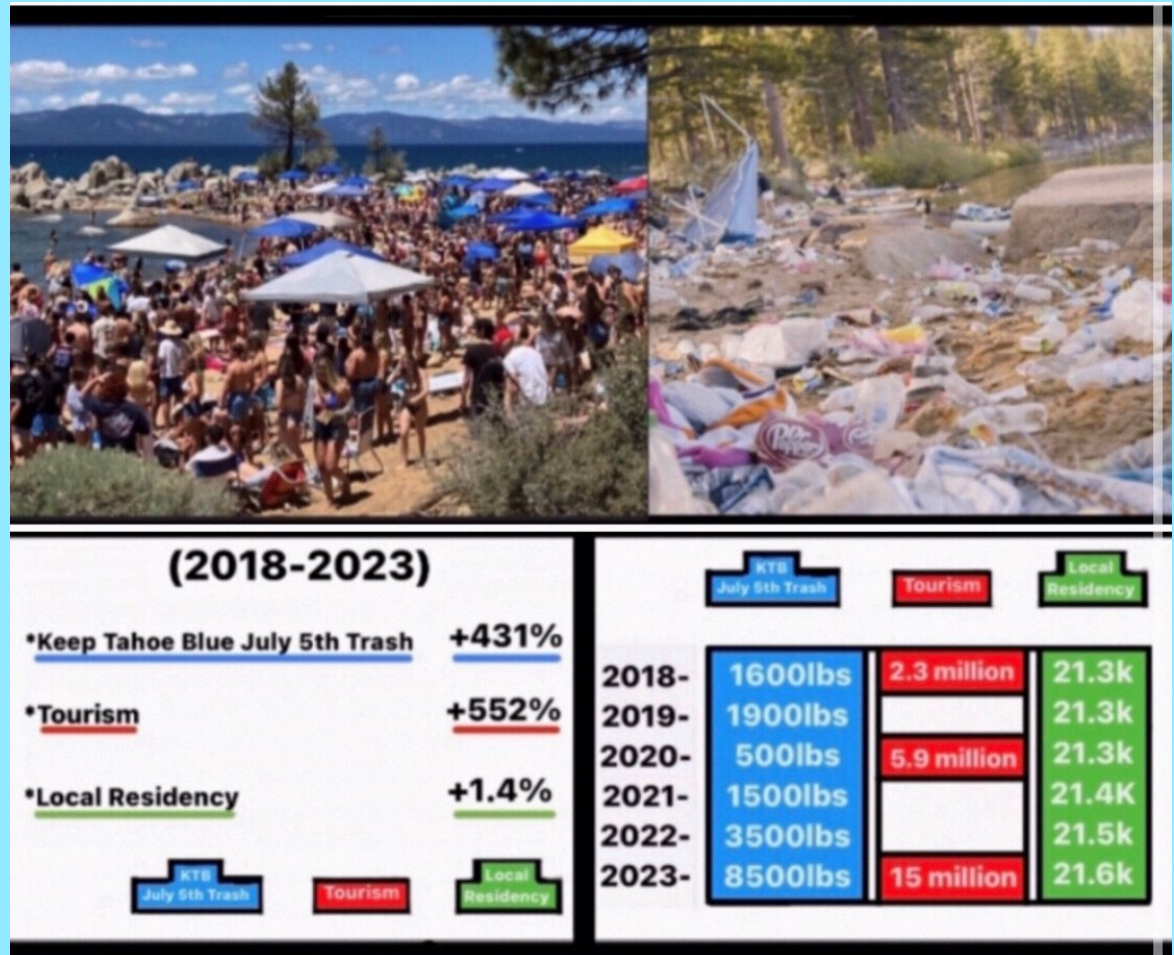 Dr Pepper
(2018-2023)
*Keep Tahoe Blue July 5th Trash +431%
*Tourism +552%
*Local Residency +1.4%
KTB
July 5th Trash
Tourism
Local
Residency
KTB
July 5th Trash
Tourism
Local
Residency
2018- 1600lbs 2.3 million 21.3k
2019- 1900lbs 21.3k
2020- 500lbs 5.9 million 21.3k
2021- 1500lbs 21.4K
2022- 3500lbs 21.5k
2023- 8500lbs 15 million 21.6k